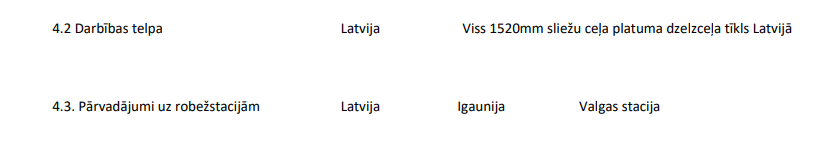 4.2 Darbības telpa Latvija Viss 1520mm sliežu ceļa platuma dzelzceļa tīkls Latvijā
4.3. Pārvadājumi uz robežstacijām Latvija Igaunija Valgas stacija